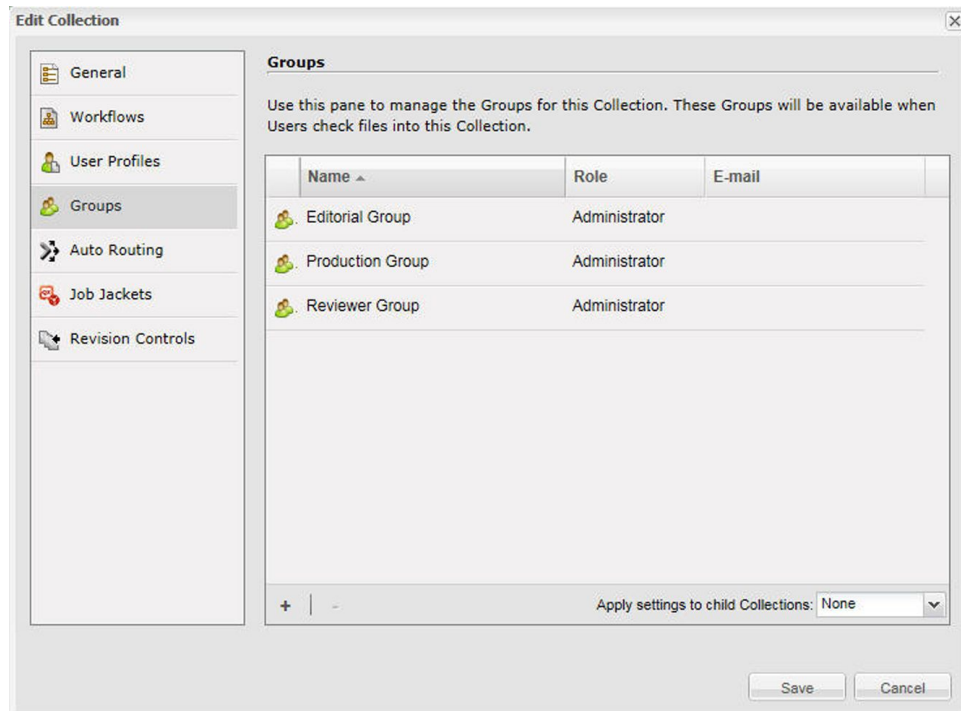 Edit Collection
General
Workflows
User Profiles
Groups
Auto Routing
Job Jackets
Revision Controls
Groups
Use this pane to manage the Groups for this Collection. These Groups will be available when
Users check files into this Collection.
Name Role E-mail
Editorial Group Administrator
Production Group Administrator
Reviewer Group Administrator
+ | -
Apply settings to child Collections: None
Save Cancel